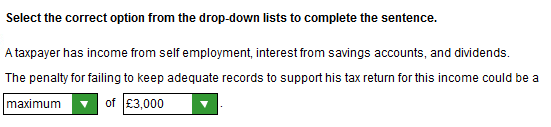 Select the correct option from the drop-down lists to complete the sentence.
A taxpayer has income from self employment, interest from savings accounts, and dividends.
The penalty for failing to keep adequate records to support his tax return for this income could be a
maximum of £3,000.